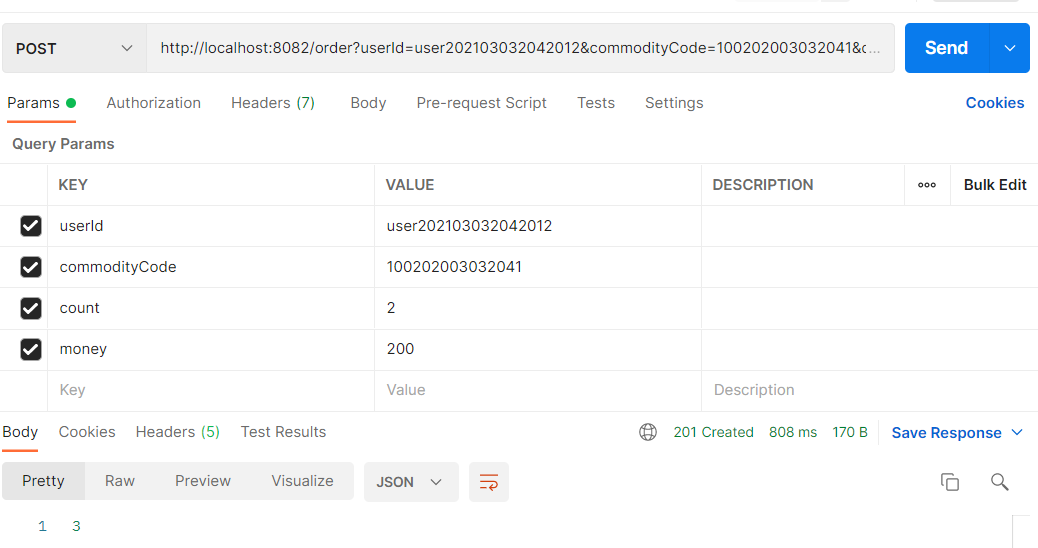 POST http://localhost:8082/order?userId=user202103032042012&commodityCode=100202003032041&c... Send
Params Authorization Headers (7) Body Pre-request Script Tests Settings Cookies
Query Params
KEY VALUE DESCRIPTION ooo Bulk Edit
userId user202103032042012
commodityCode 100202003032041
count 2
money 200
Key Value Description
Body Cookies Headers (5) Test Results 201 Created 808 ms 170 B Save Response
Pretty Raw Preview Visualize JSON
1 3